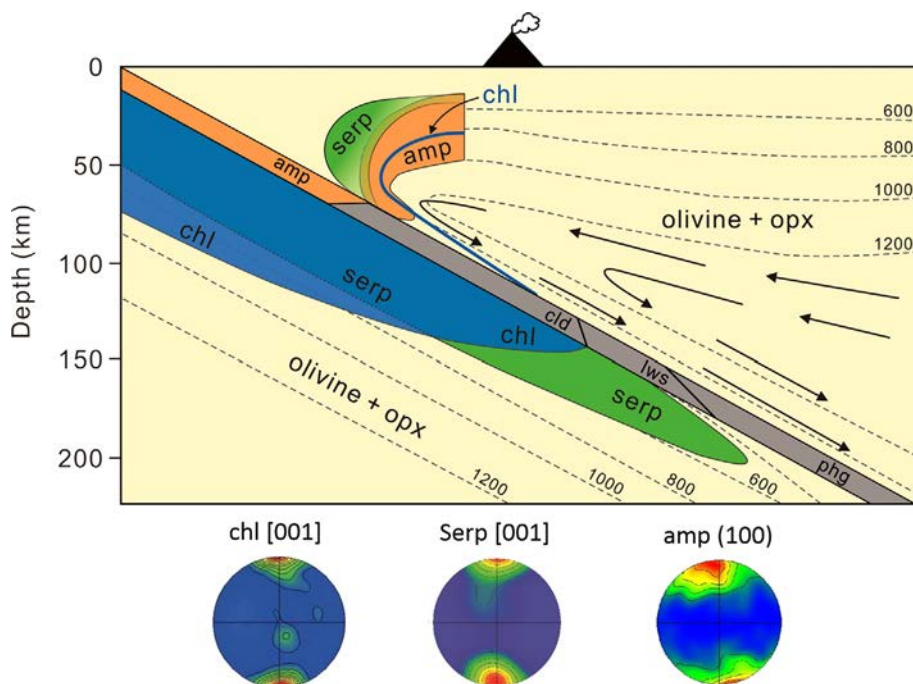 0
50
100
150
200
Depth (km)
serp
chl
amp
600
800
1000
1200
amp
olivine + opx
chl
serp
cld
chl
lws
olivine + opx
serp
phg
1200
1000
800
600
chl [001]
Serp [001]
amp (100)